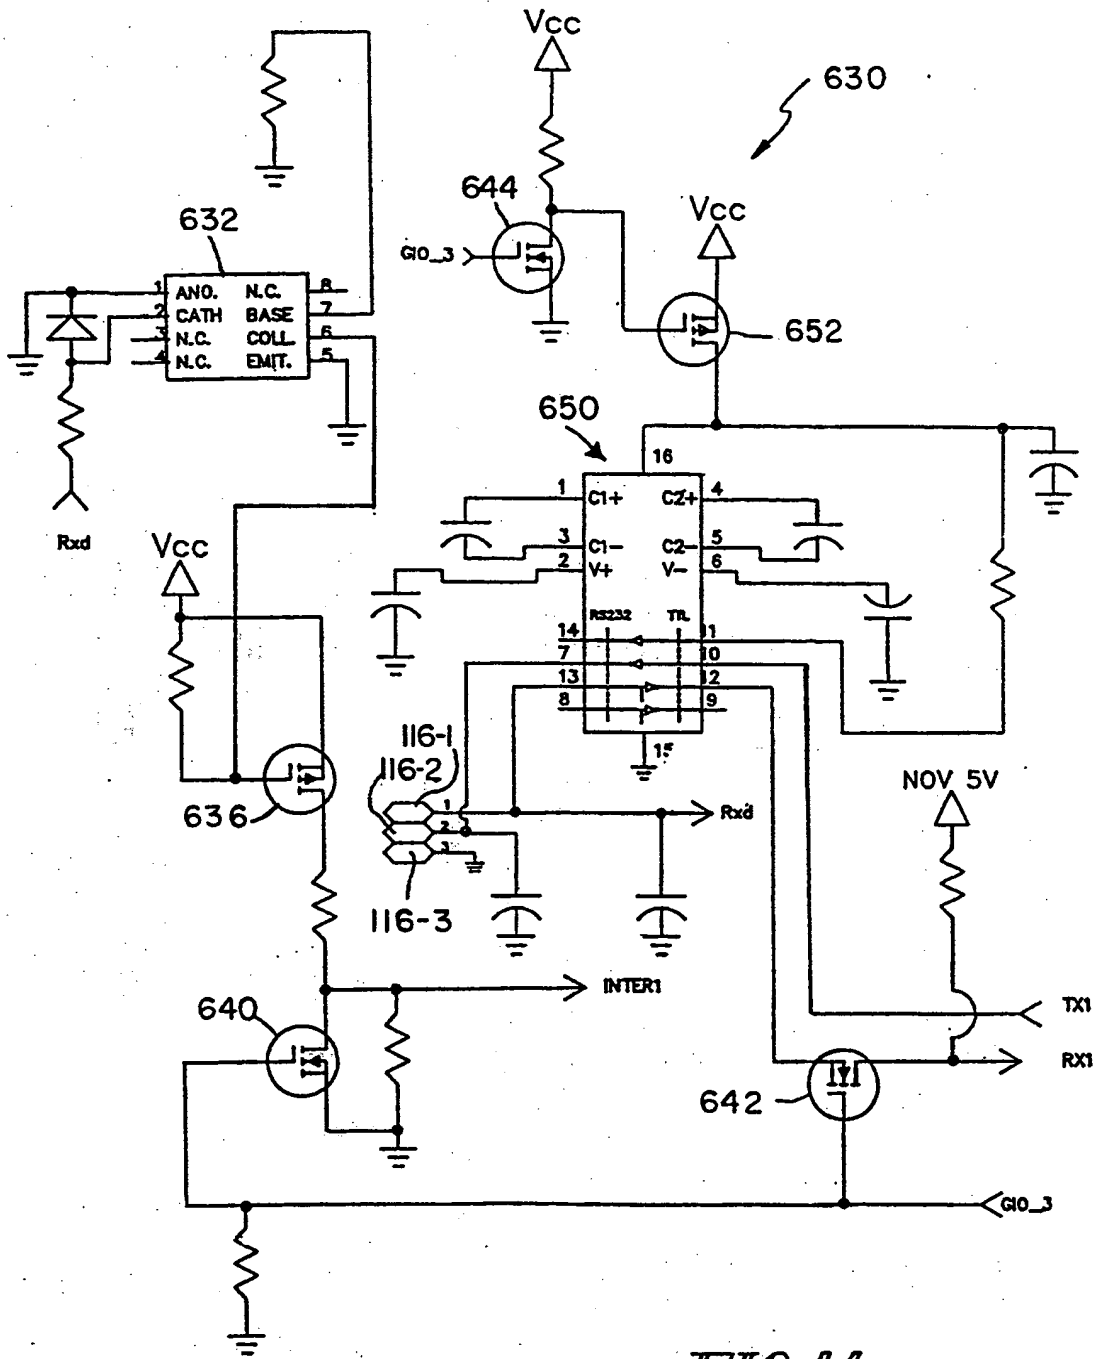 Vcc
630
644
GIO_3
Vcc
652
632
1 ANO. N.C. 8
2 CATH BASE 7
3 N.C. COLL. 6
4 N.C. EMIT. 5
Rxd
650
16
1 C1+ C2+ 4
3 C1- C2- 5
2 V+ V- 6
RS232
14 11
7 10
13 12
8 9
15
Vcc
636
116-1
116-2
1
2
3
116-3
Rxd
NOV 5V
INTER1
640
TX1
RX1
642
GIO_3